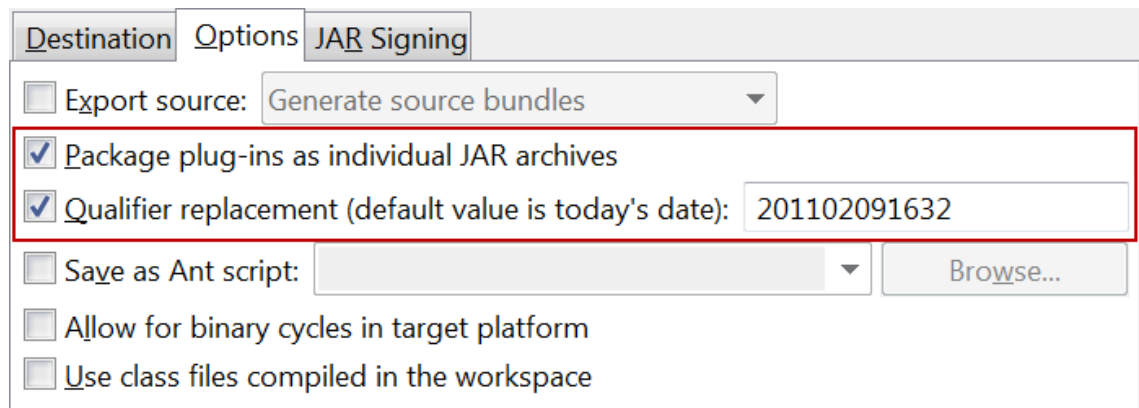 Destination Options JAR Signing
Export source: Generate source bundles
Package plug-ins as individual JAR archives
Qualifier replacement (default value is today's date): 201102091632
Save as Ant script: Browse...
Allow for binary cycles in target platform
Use class files compiled in the workspace